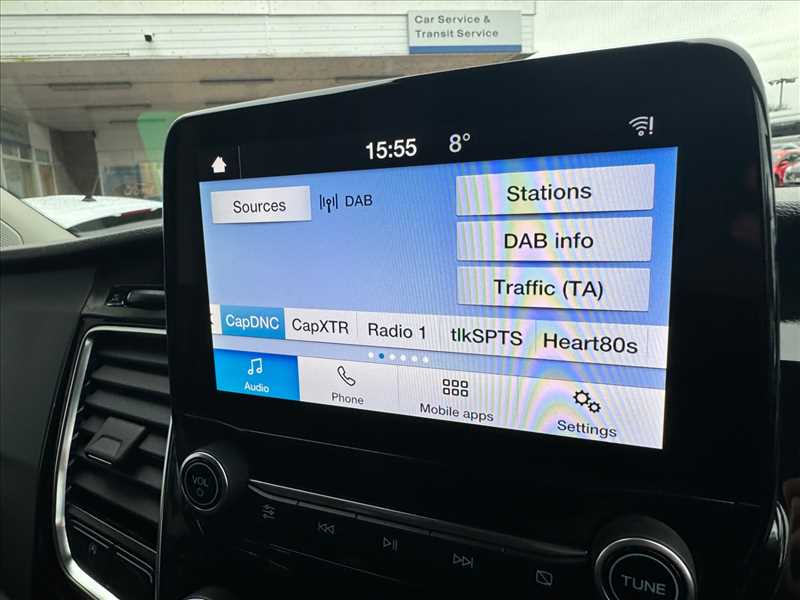 Car Service &
Transit Service
15:55 8°
Sources DAB
Stations
DAB info
Traffic (TA)
CapDNC CapXTR Radio 1 tlkSPTS Heart80s
Audio Phone Mobile apps Settings
VOL
TUNE